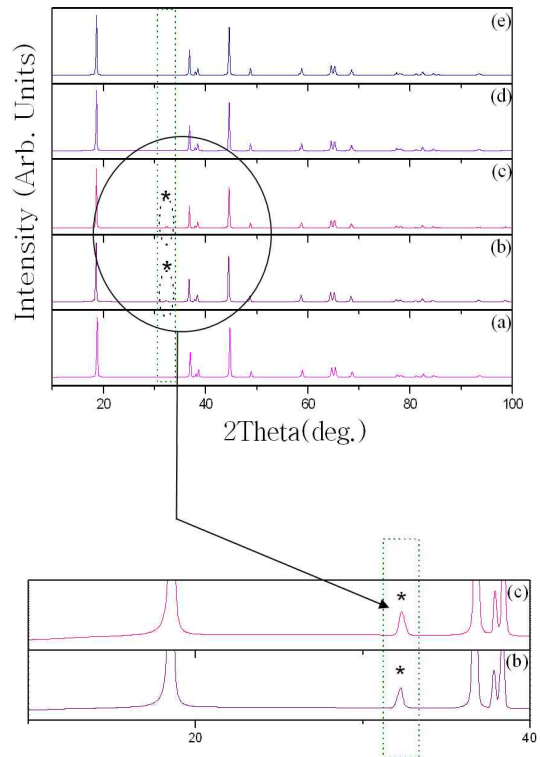 Intensity (Arb. Units)
(e)
(d)
(c)
*
(b)
*
(a)
20 40 60 80 100
2Theta(deg.)
(c)
*
(b)
*
20 40